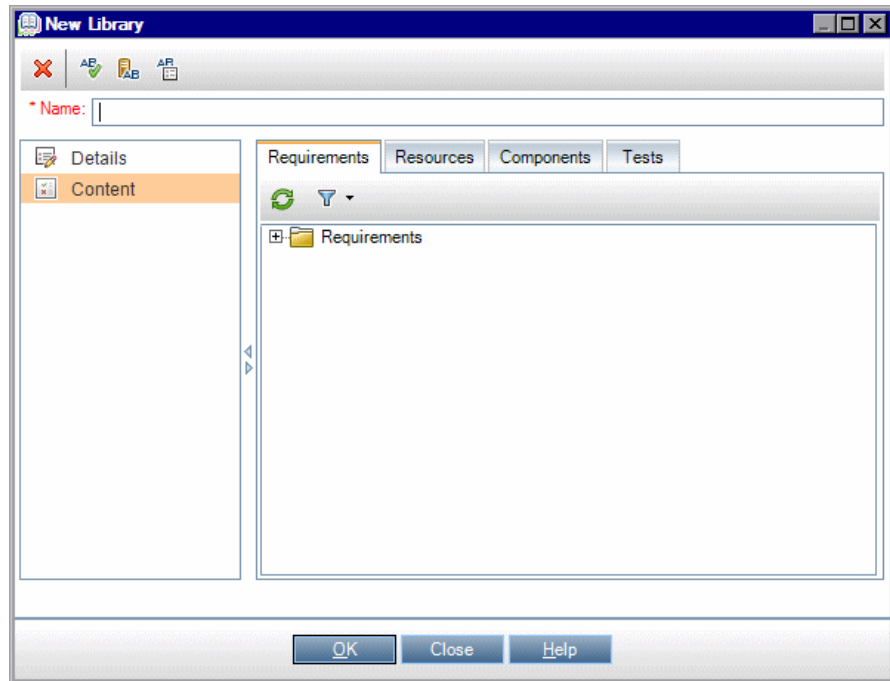 New Library
* Name:
Details
Content
Requirements Resources Components Tests
Requirements
OK Close Help